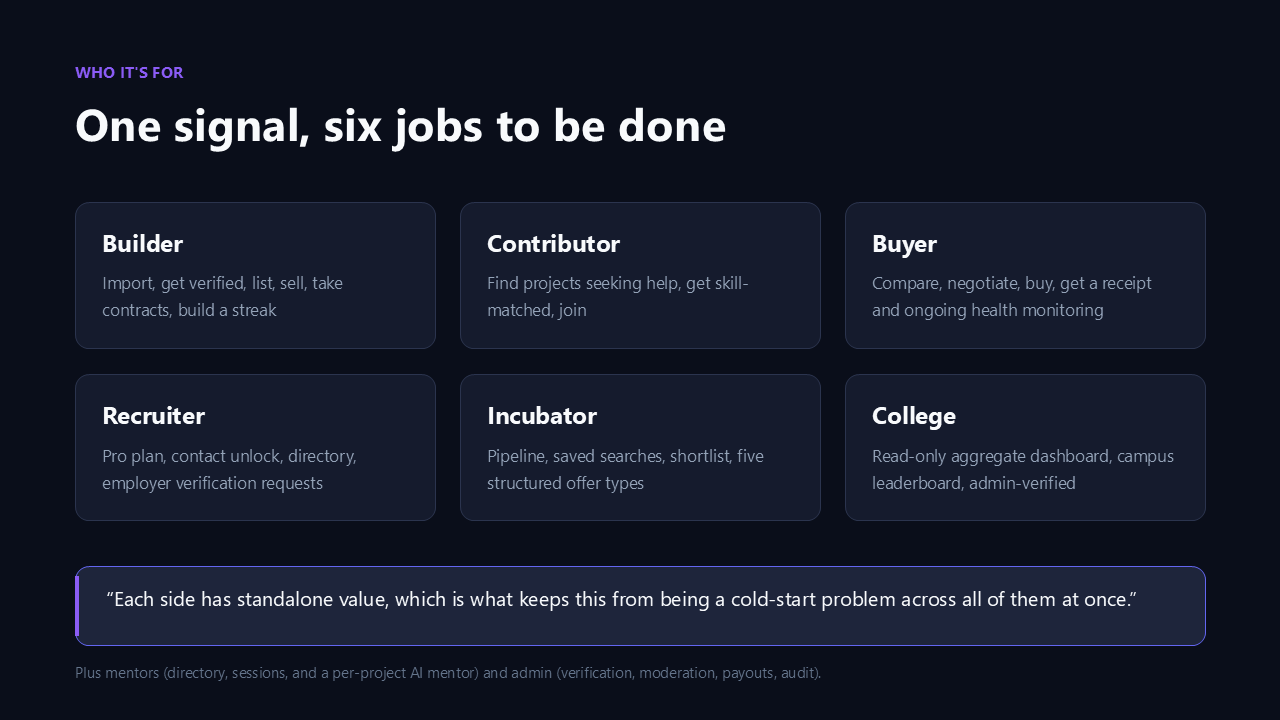 WHO IT'S FOR
One signal, six jobs to be done
Builder
Import, get verified, list, sell, take
contracts, build a streak
Contributor
Find projects seeking help, get skill-
matched, join
Buyer
Compare, negotiate, buy, get a receipt
and ongoing health monitoring
Recruiter
Pro plan, contact unlock, directory,
employer verification requests
Incubator
Pipeline, saved searches, shortlist, five
structured offer types
College
Read-only aggregate dashboard, campus
leaderboard, admin-verified
“Each side has standalone value, which is what keeps this from being a cold-start problem across all of them at once.”
Plus mentors (directory, sessions, and a per-project AI mentor) and admin (verification, moderation, payouts, audit).